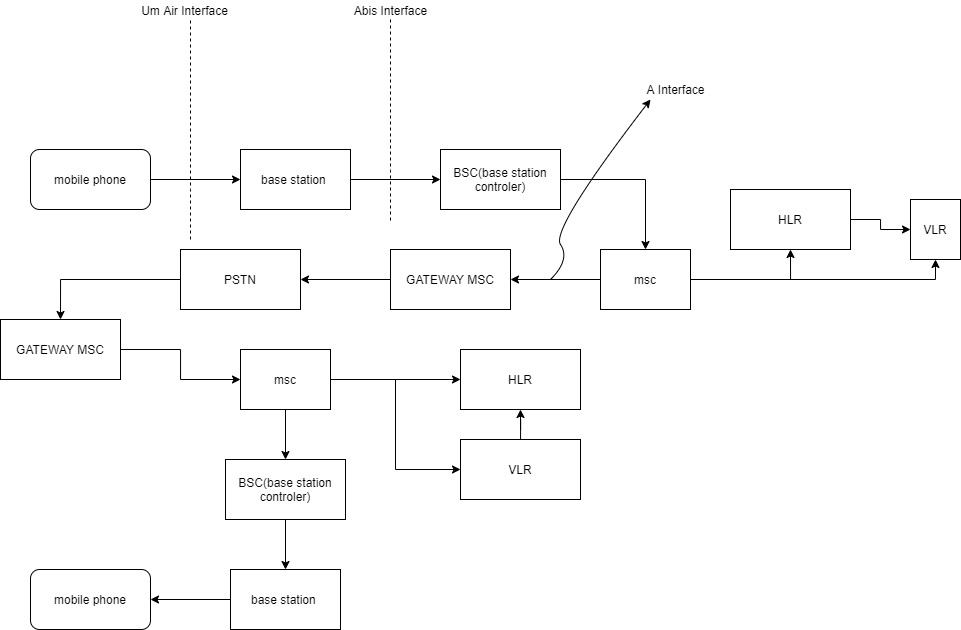 Um Air Interface
Abis Interface
A Interface
mobile phone
base station
BSC(base station
controler)
HLR
VLR
PSTN
GATEWAY MSC
msc
GATEWAY MSC
msc
HLR
VLR
BSC(base station
controler)
mobile phone
base station